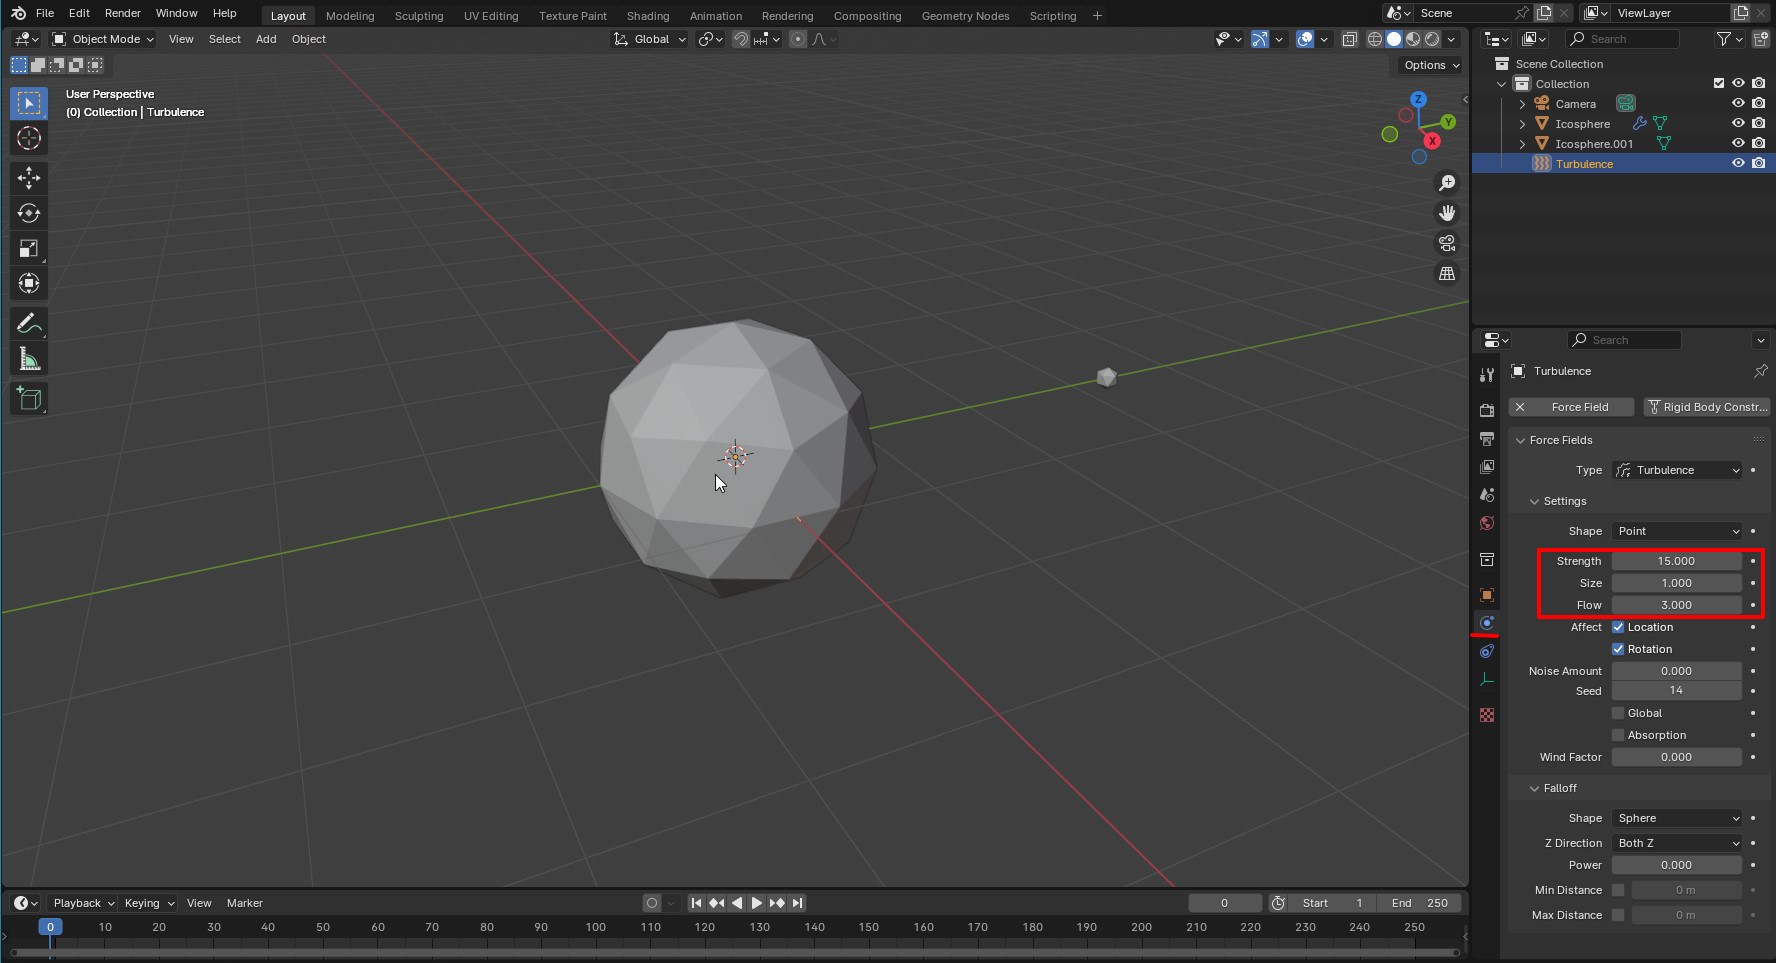 File Edit Render Window Help Layout Modeling Sculpting UV Editing Texture Paint Shading Animation Rendering Compositing Geometry Nodes Scripting + Scene ViewLayer
Object Mode View Select Add Object Global Search
Options
User Perspective
(0) Collection | Turbulence
Z
Y
X
Scene Collection
Collection
Camera
Icosphere
Icosphere.001
Turbulence
Search
Turbulence
Force Field Rigid Body Constr...
Force Fields
Type Turbulence
Settings
Shape Point
Strength 15.000
Size 1.000
Flow 3.000
Affect Location
Rotation
Noise Amount 0.000
Seed 14
Global
Absorption
Wind Factor 0.000
Falloff
Shape Sphere
Z Direction Both Z
Power 0.000
Min Distance 0 m
Max Distance 0 m
Playback Keying View Marker 0 Start 1 End 250
0 10 20 30 40 50 60 70 80 90 100 110 120 130 140 150 160 170 180 190 200 210 220 230 240 250